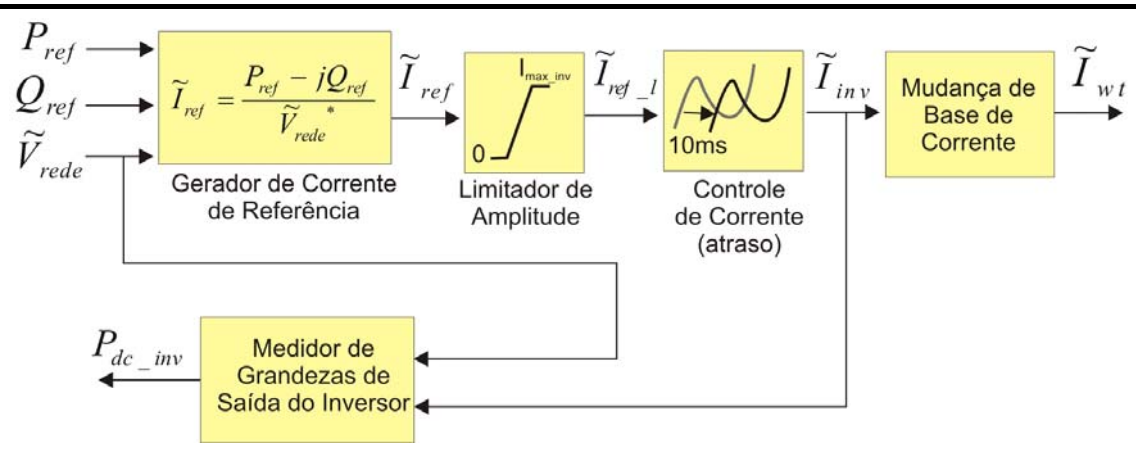 P_ref
Q_ref
Ṽ_rede
Ĩ_ref = (P_ref − jQ_ref) / Ṽ_rede*
Gerador de Corrente
de Referência
Ĩ_ref
I_max_inv
0
Limitador de
Amplitude
Ĩ_ref_l
10ms
Controle
de Corrente
(atraso)
Ĩ_inv
Mudança de
Base de
Corrente
Ĩ_wt
P_dc_inv
Medidor de
Grandezas de
Saída do Inversor